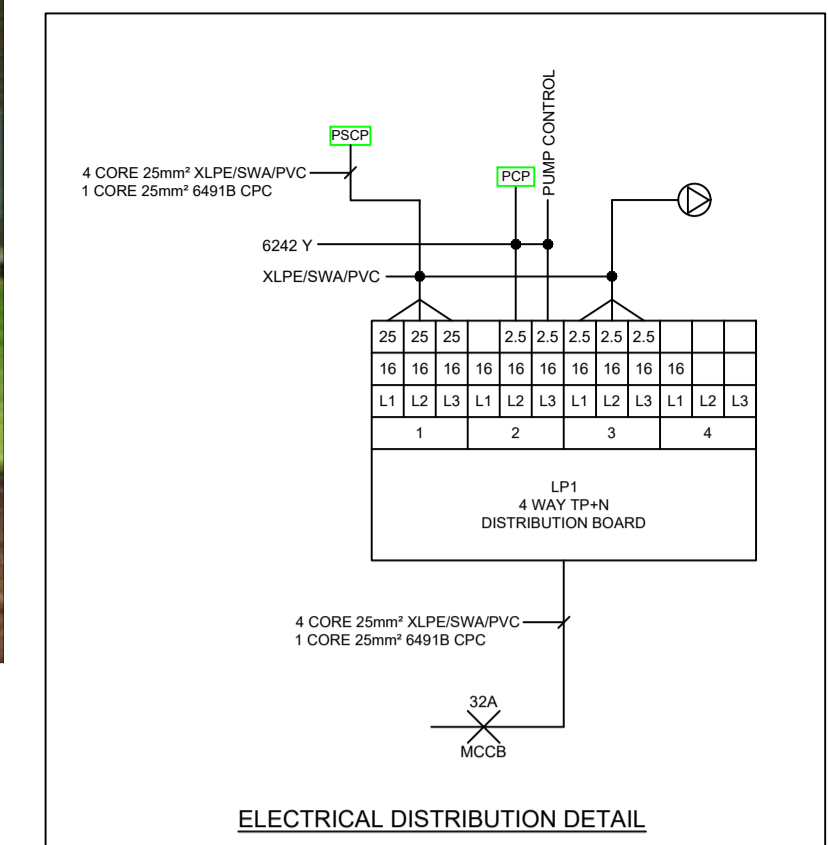 PUMP CONTROL
PSCP
4 CORE 25mm² XLPE/SWA/PVC
1 CORE 25mm² 6491B CPC
PCP
6242 Y
XLPE/SWA/PVC
25 25 25 2.5 2.5 2.5 2.5 2.5
16 16 16 16 16 16 16 16 16 16
L1 L2 L3 L1 L2 L3 L1 L2 L3 L1 L2 L3
1 2 3 4
LP1
4 WAY TP+N
DISTRIBUTION BOARD
4 CORE 25mm² XLPE/SWA/PVC
1 CORE 25mm² 6491B CPC
32A
MCCB
ELECTRICAL DISTRIBUTION DETAIL